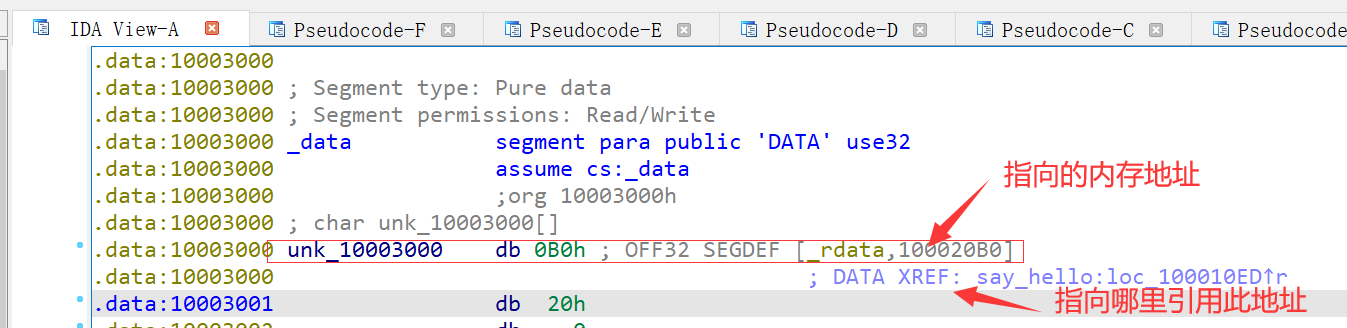 IDA View-A
Pseudocode-F
Pseudocode-E
Pseudocode-D
Pseudocode-C
Pseudocode
.data:10003000
.data:10003000 ; Segment type: Pure data
.data:10003000 ; Segment permissions: Read/Write
.data:10003000 _data segment para public 'DATA' use32
.data:10003000 assume cs:_data
指向的内存地址
.data:10003000 ;org 10003000h
.data:10003000 ; char unk_10003000[]
.data:10003000 unk_10003000 db 0B0h ; OFF32 SEGDEF [_rdata,100020B0]
.data:10003000 ; DATA XREF: say_hello:loc_100010ED↑r
.data:10003001 db 20h
指向哪里引用此地址